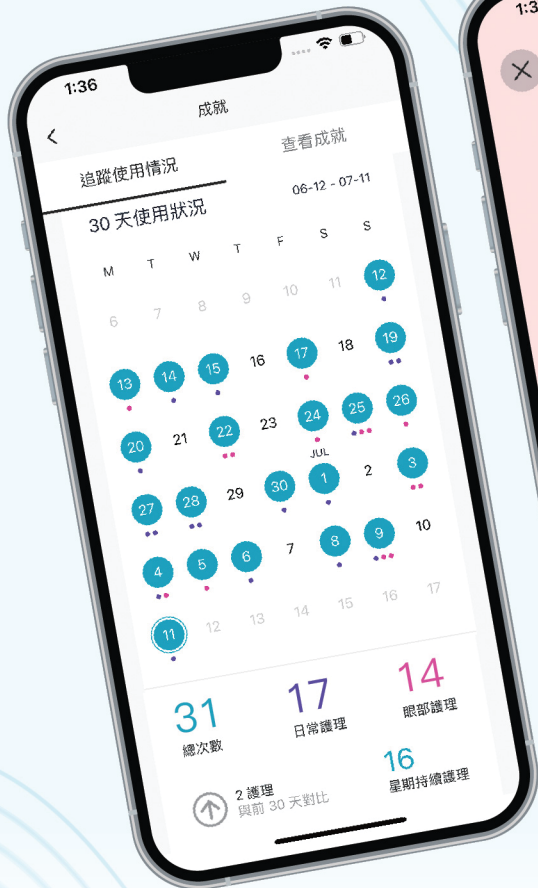 1:36
1:3
成就
追蹤使用情況
查看成就
30 天使用狀況
06-12 - 07-11
M T W T F S S
6 7 8 9 10 11 12
13 14 15 16 17 18 19
20 21 22 23 24 25 26
JUL
27 28 29 30 1 2 3
4 5 6 7 8 9 10
11 12 13 14 15 16 17
31
總次數
17
日常護理
14
眼部護理
2 護理
與前 30 天對比
16
星期持續護理